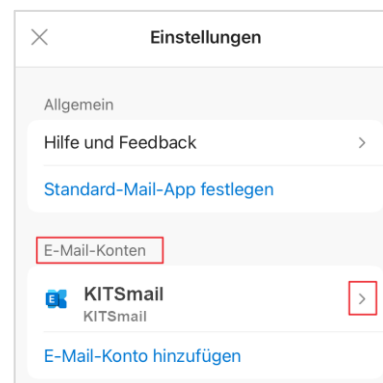 Einstellungen
Allgemein
Hilfe und Feedback
Standard-Mail-App festlegen
E-Mail-Konten
KITSmail
KITSmail
E-Mail-Konto hinzufügen